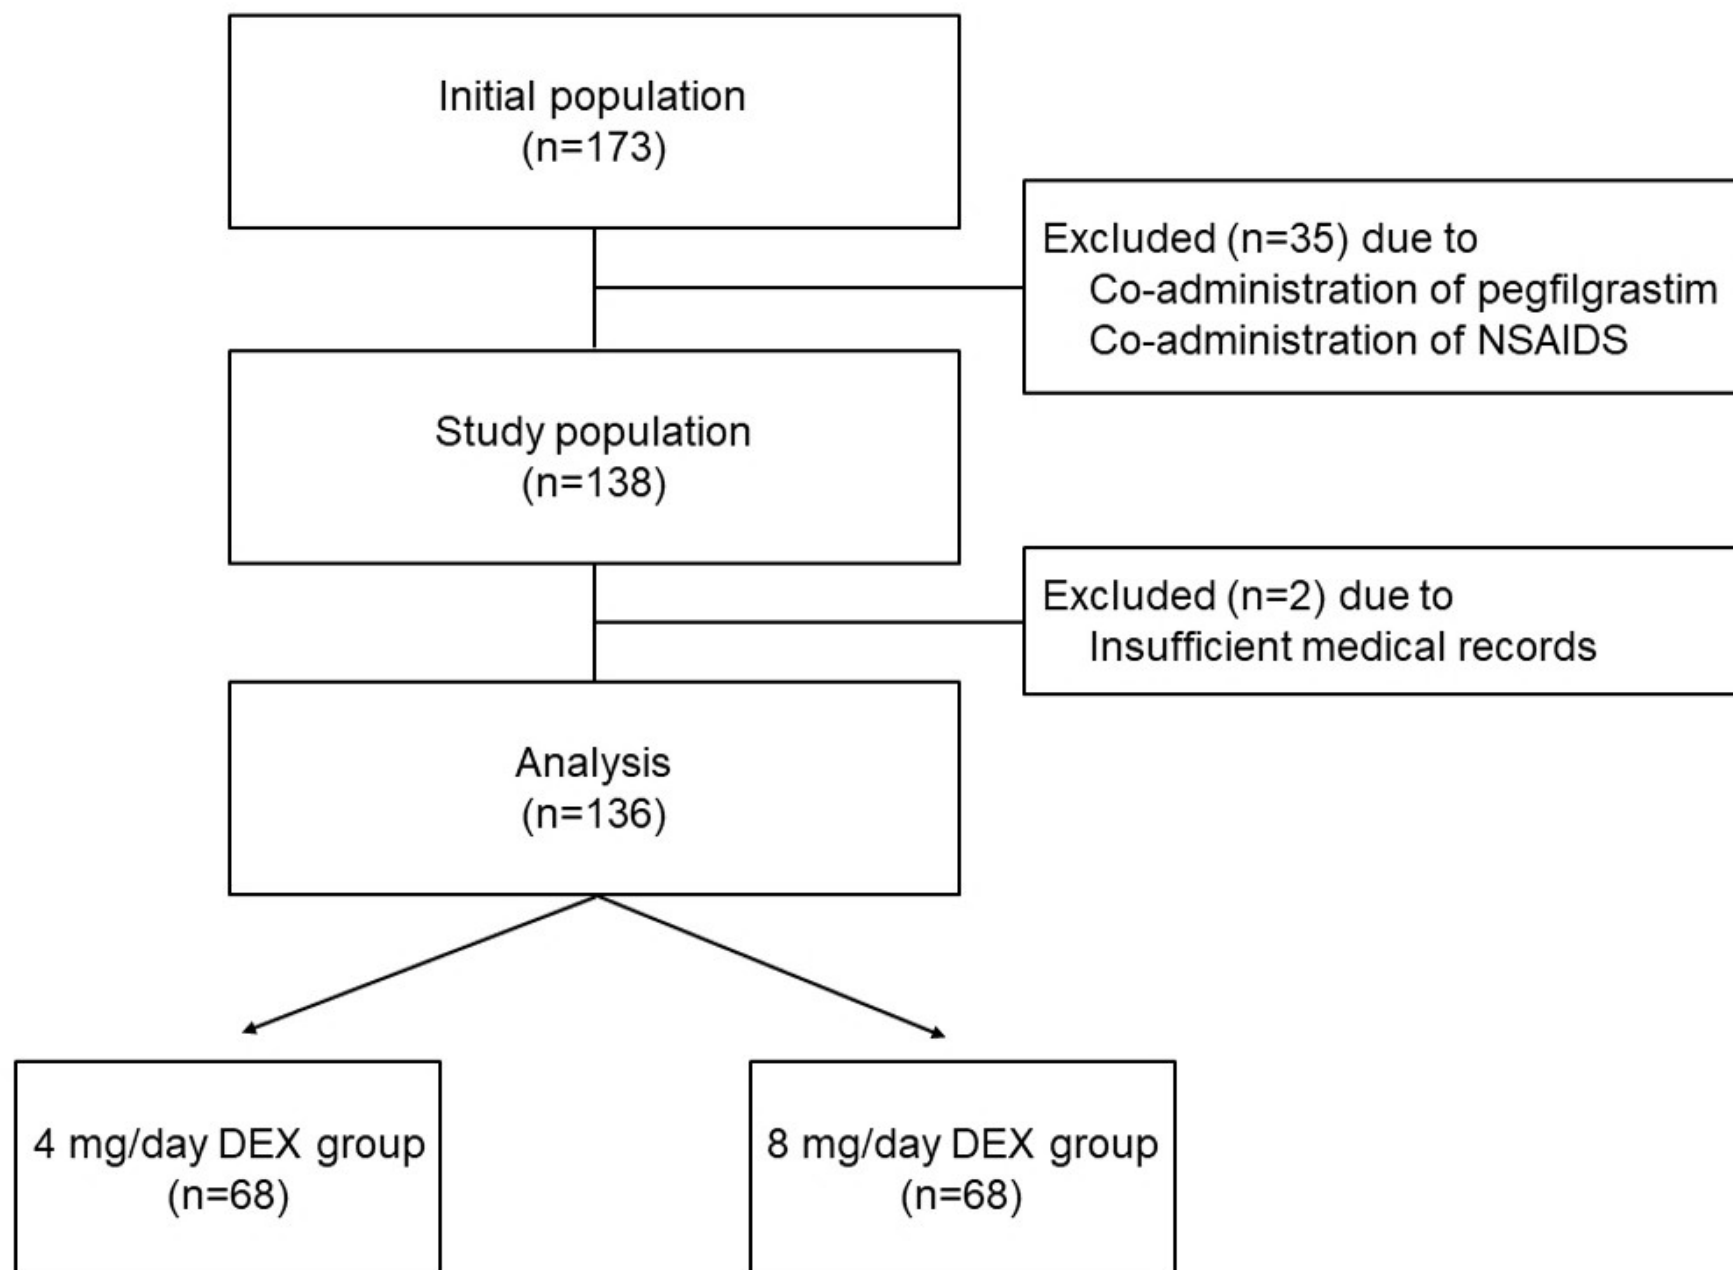 Initial population
(n=173)
Excluded (n=35) due to
Co-administration of pegfilgrastim
Co-administration of NSAIDS
Study population
(n=138)
Excluded (n=2) due to
Insufficient medical records
Analysis
(n=136)
4 mg/day DEX group
(n=68)
8 mg/day DEX group
(n=68)